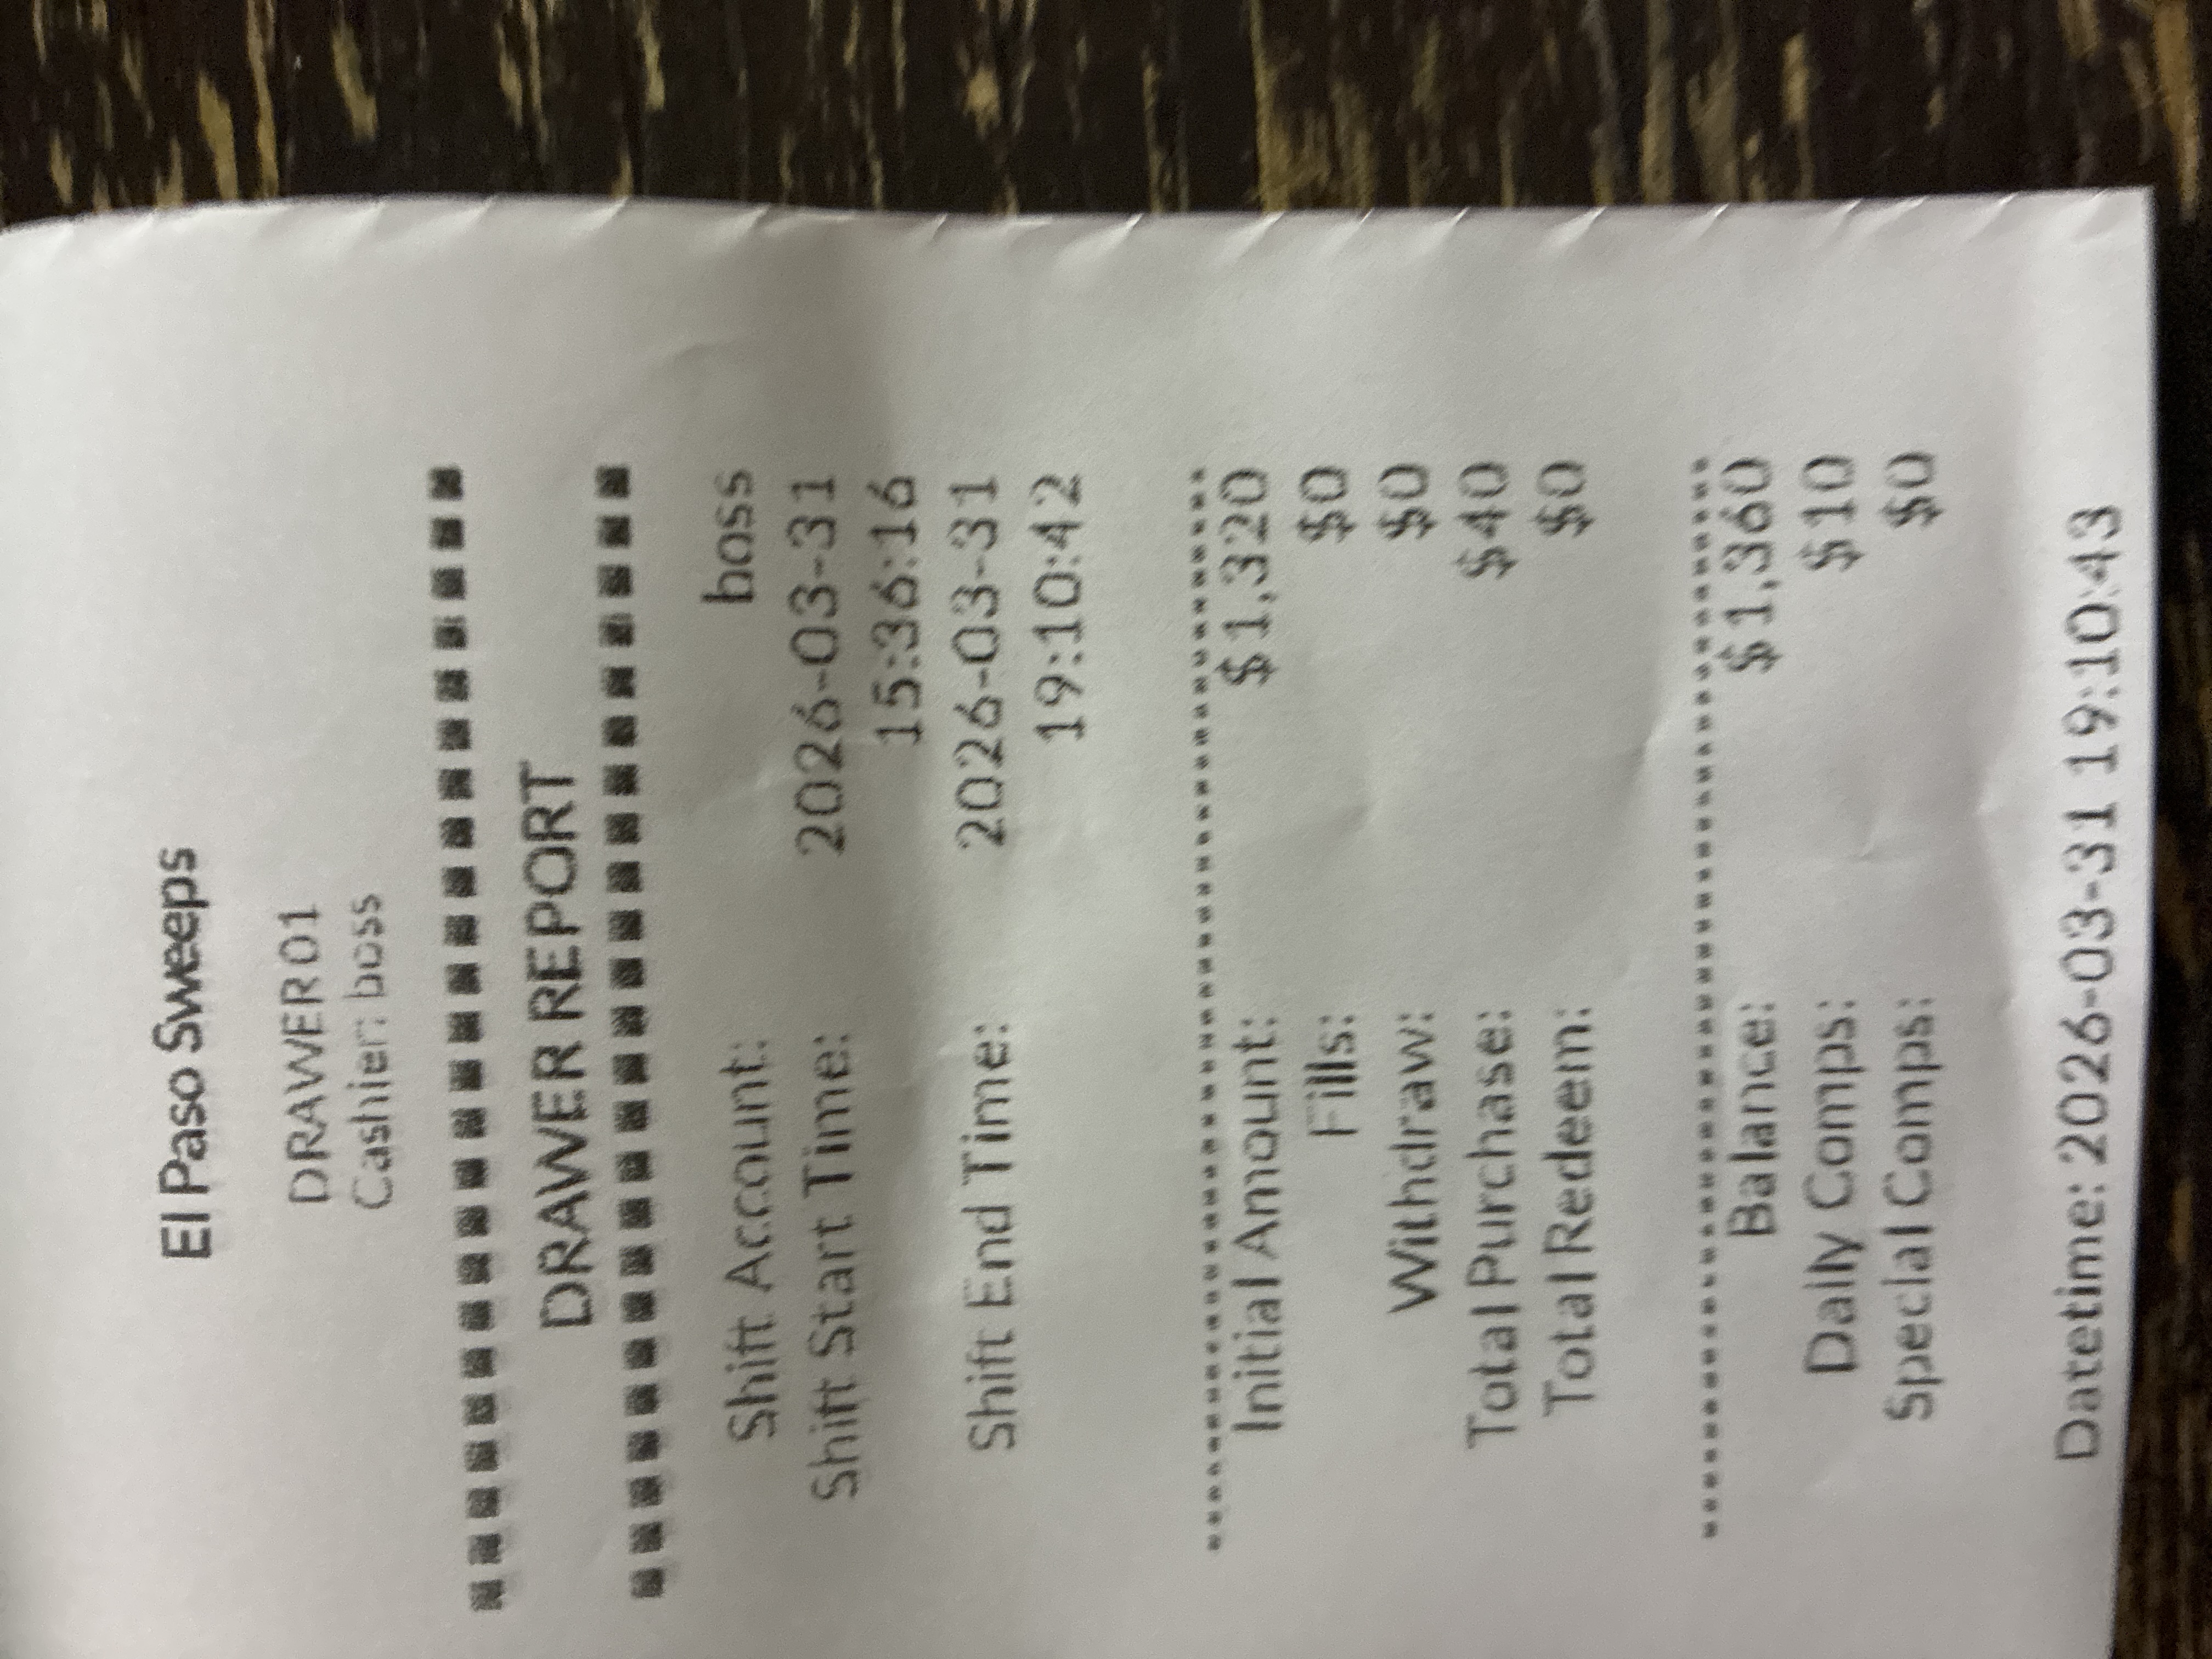 El Paso Sweeps
DRAWER01
Cashier: boss
DRAWER REPORT
Shift Account: boss
Shift Start Time: 2026-03-31
15:36:16
Shift End Time: 2026-03-31
19:10:42
Initial Amount: $1,320
Fills: $0
Withdraw: $0
Total Purchase: $40
Total Redeem: $0
Balance: $1,360
Daily Comps: $10
Special Comps: $0
Datetime: 2026-03-31 19:10:43